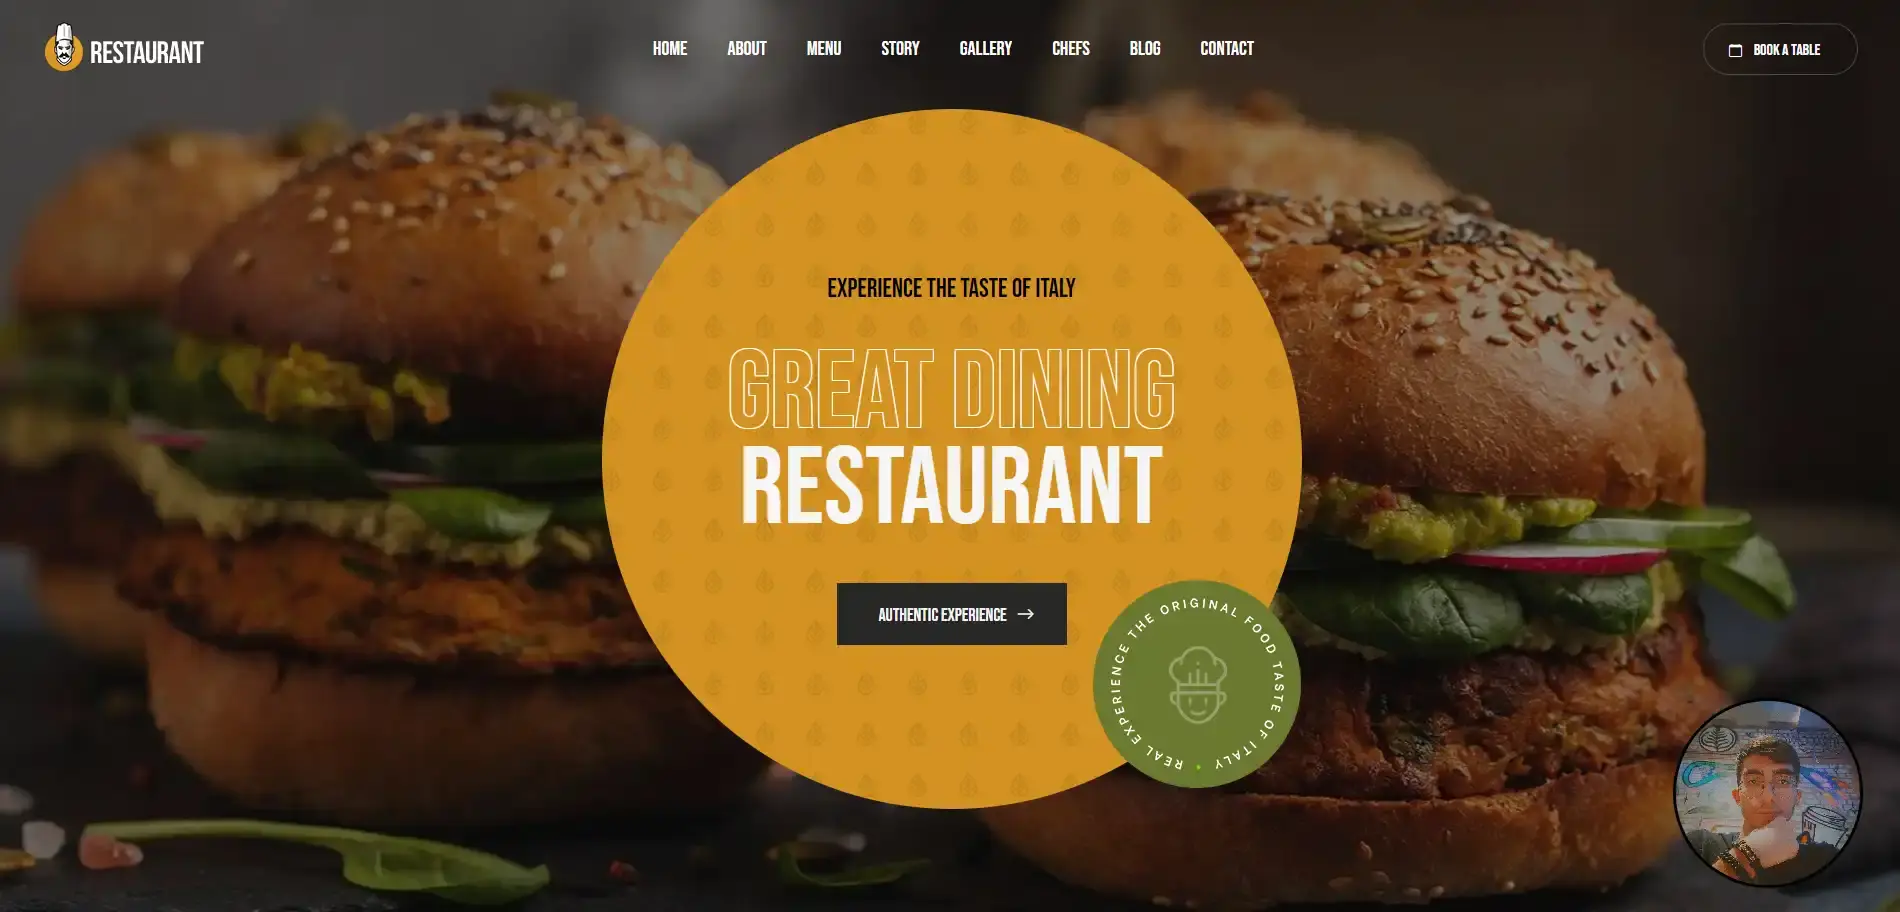 RESTAURANT
HOME
ABOUT
MENU
STORY
GALLERY
CHEFS
BLOG
CONTACT
BOOK A TABLE
EXPERIENCE THE TASTE OF ITALY
GREAT DINING
RESTAURANT
AUTHENTIC EXPERIENCE
REAL EXPERIENCE THE ORIGINAL FOOD TASTE OF ITALY